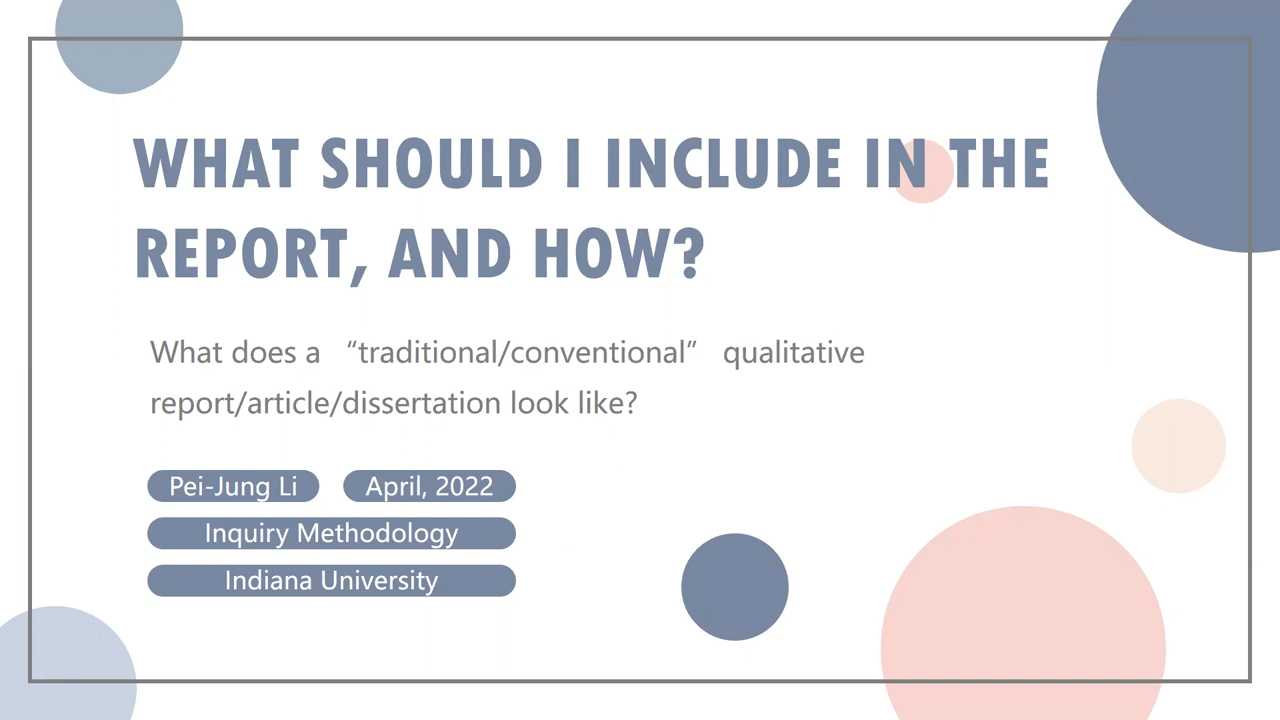 WHAT SHOULD I INCLUDE IN THE
REPORT, AND HOW?
What does a “traditional/conventional” qualitative
report/article/dissertation look like?
Pei-Jung Li
April, 2022
Inquiry Methodology
Indiana University